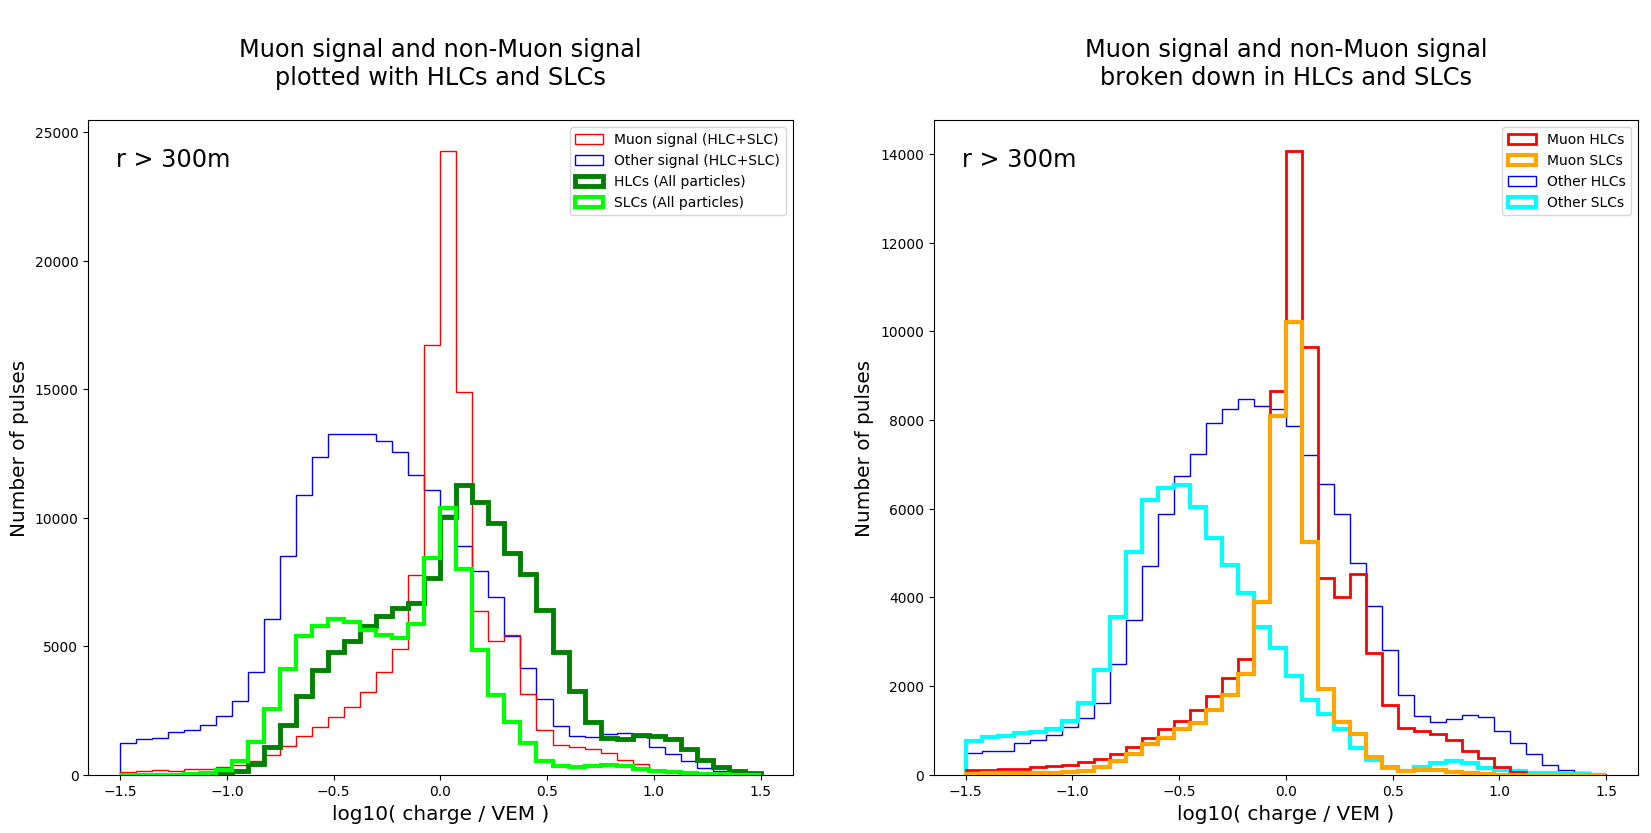 Muon signal and non-Muon signal
plotted with HLCs and SLCs
r > 300m
Muon signal (HLC+SLC)
Other signal (HLC+SLC)
HLCs (All particles)
SLCs (All particles)
Number of pulses
25000
20000
15000
10000
5000
0
−1.5
−1.0
−0.5
0.0
0.5
1.0
1.5
log10( charge / VEM )
Muon signal and non-Muon signal
broken down in HLCs and SLCs
r > 300m
Muon HLCs
Muon SLCs
Other HLCs
Other SLCs
Number of pulses
14000
12000
10000
8000
6000
4000
2000
0
−1.5
−1.0
−0.5
0.0
0.5
1.0
1.5
log10( charge / VEM )